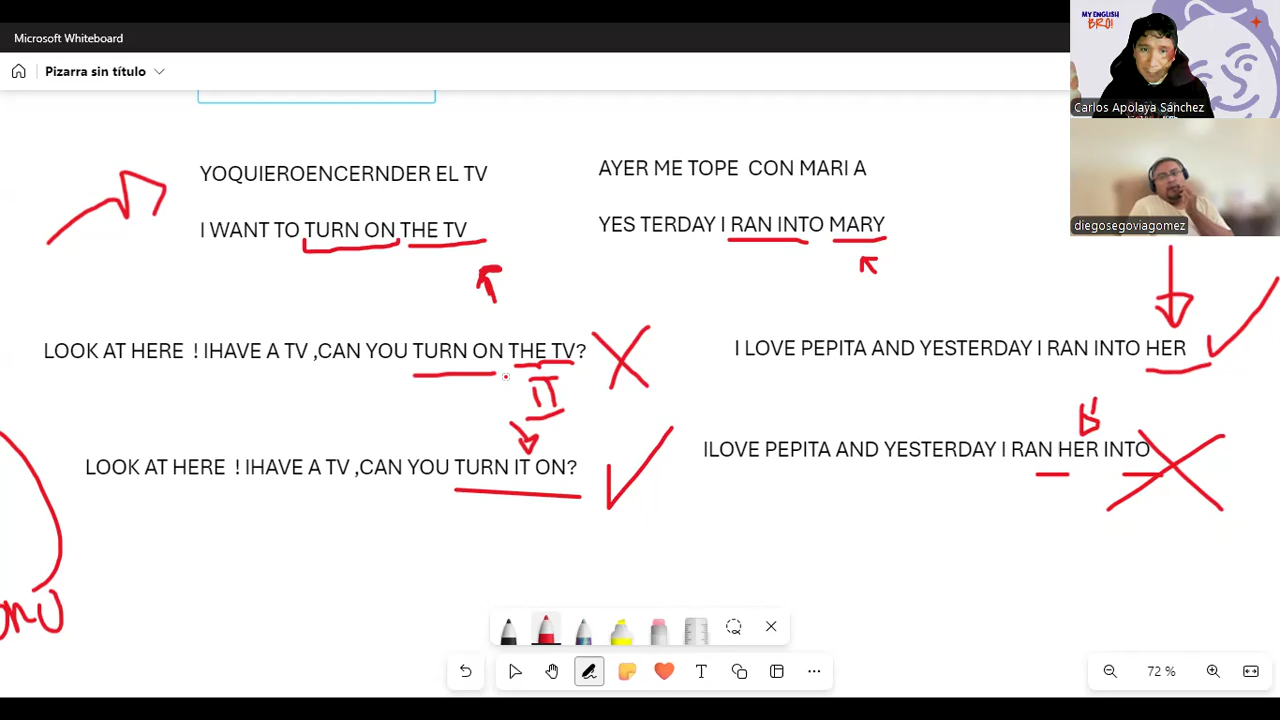 Microsoft Whiteboard
Pizarra sin título
MY ENGLISH
BRO!
Carlos Apolaya Sánchez
diegosegoviagomez
YOQUIEROENCERNDER EL TV
I WANT TO TURN ON THE TV
AYER ME TOPE CON MARI A
YES TERDAY I RAN INTO MARY
LOOK AT HERE ! IHAVE A TV ,CAN YOU TURN ON THE TV?
IT
LOOK AT HERE ! IHAVE A TV ,CAN YOU TURN IT ON?
I LOVE PEPITA AND YESTERDAY I RAN INTO HER
ILOVE PEPITA AND YESTERDAY I RAN HER INTO
72 %